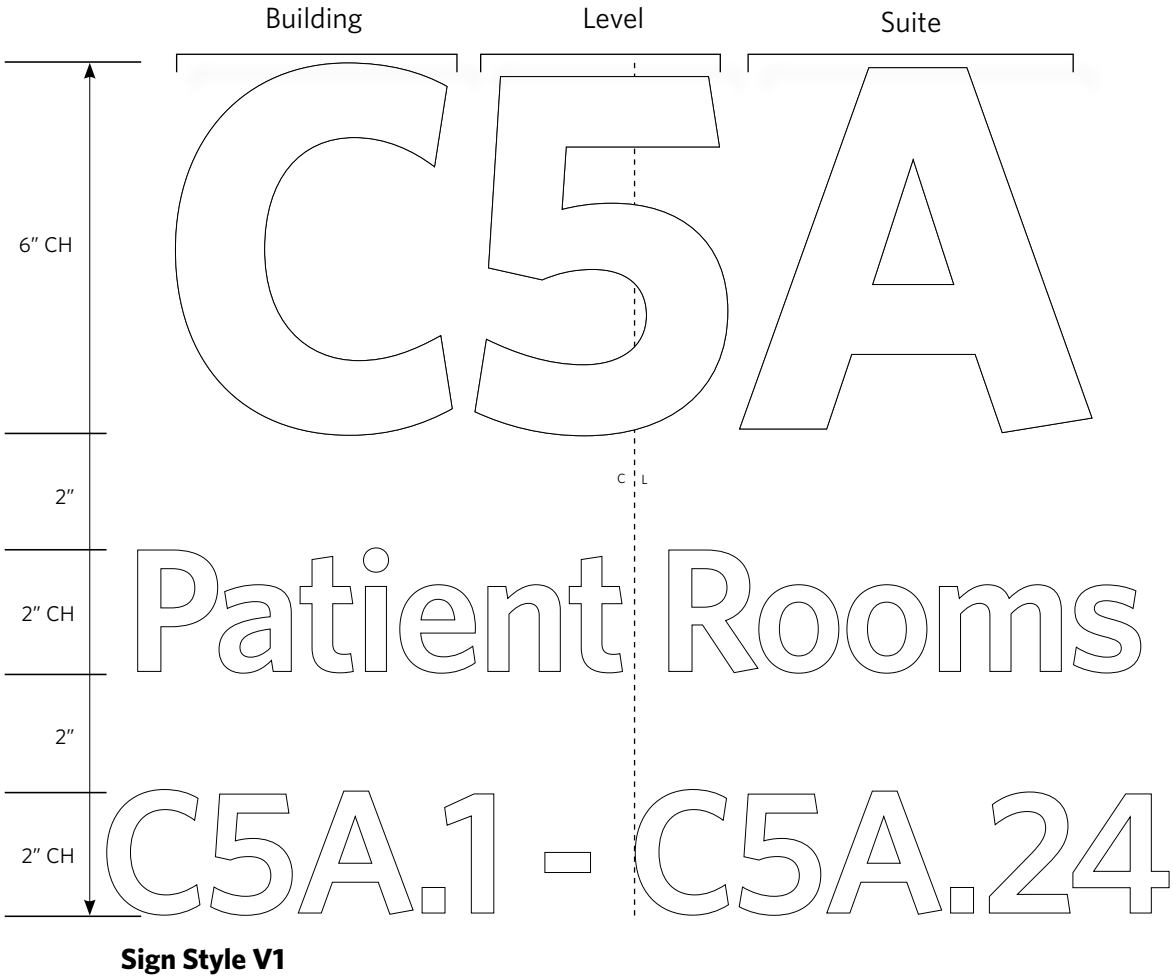 Building Level Suite
C5A
6" CH
2"
C L
Patient Rooms
2" CH
2"
C5A.1 - C5A.24
2" CH
Sign Style V1